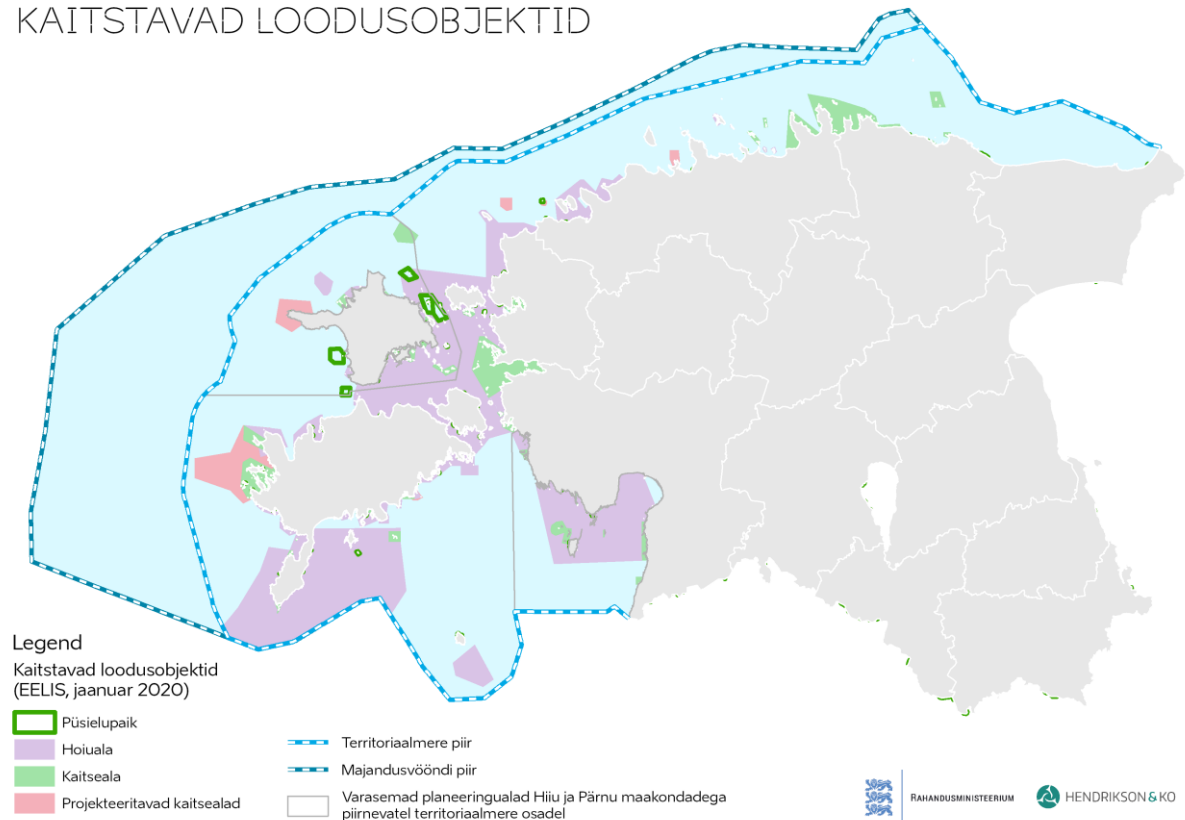 KAITSTAVAD LOODUSOBJEKTID
Legend
Kaitstavad loodusobjektid
(EELIS, jaanuar 2020)
Püsielupaik
Hoiuala
Kaitseala
Projekteeritavad kaitsealad
Territoriaalmere piir
Majandusvööndi piir
Varasemad planeeringualad Hiiu ja Pärnu maakondadega
piirnevatel territoriaalmere osadel
RAHANDUSMINISTEERIUM
HENDRIKSON & KO